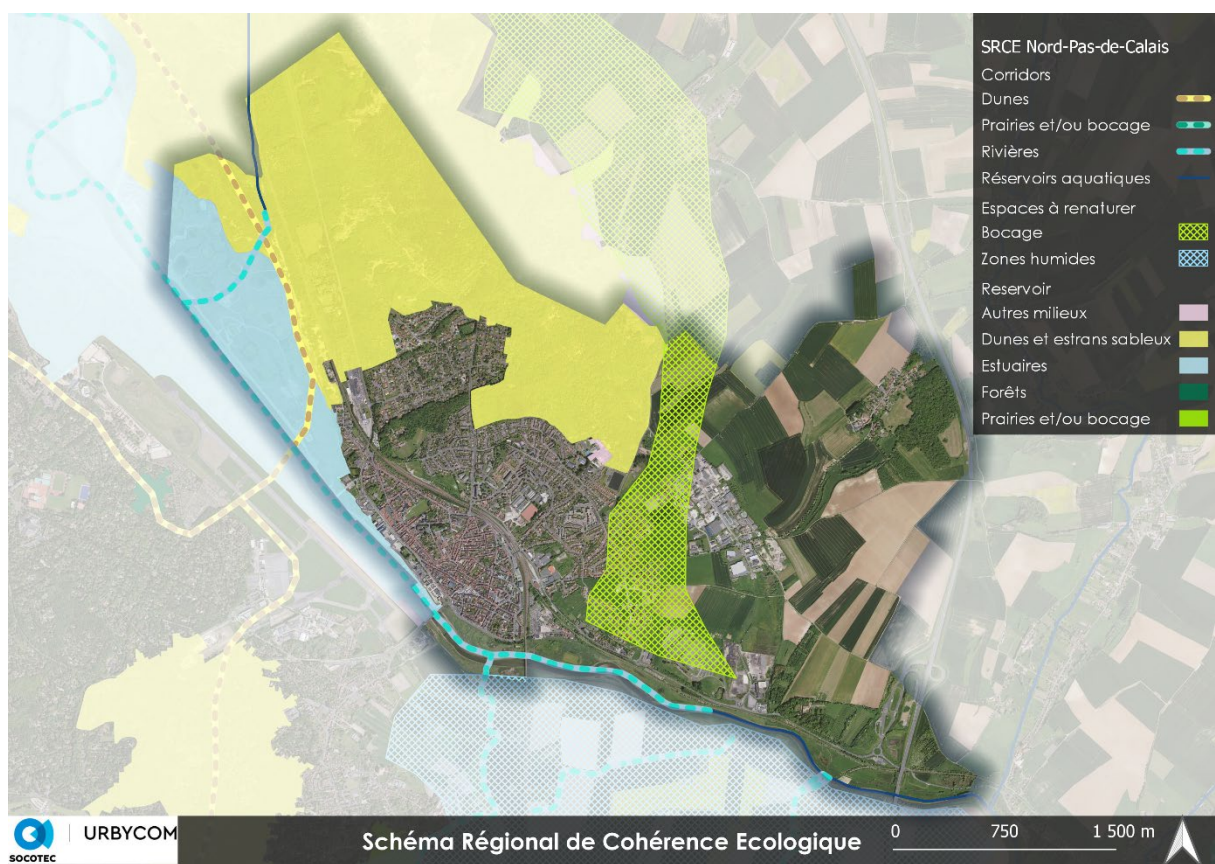 SRCE Nord-Pas-de-Calais
Corridors
Dunes
Prairies et/ou bocage
Rivières
Réservoirs aquatiques
Espaces à renaturer
Bocage
Zones humides
Reservoir
Autres milieux
Dunes et estrans sableux
Estuaires
Forêts
Prairies et/ou bocage
SOCOTEC
URBYCOM
Schéma Régional de Cohérence Ecologique
0 750 1 500 m